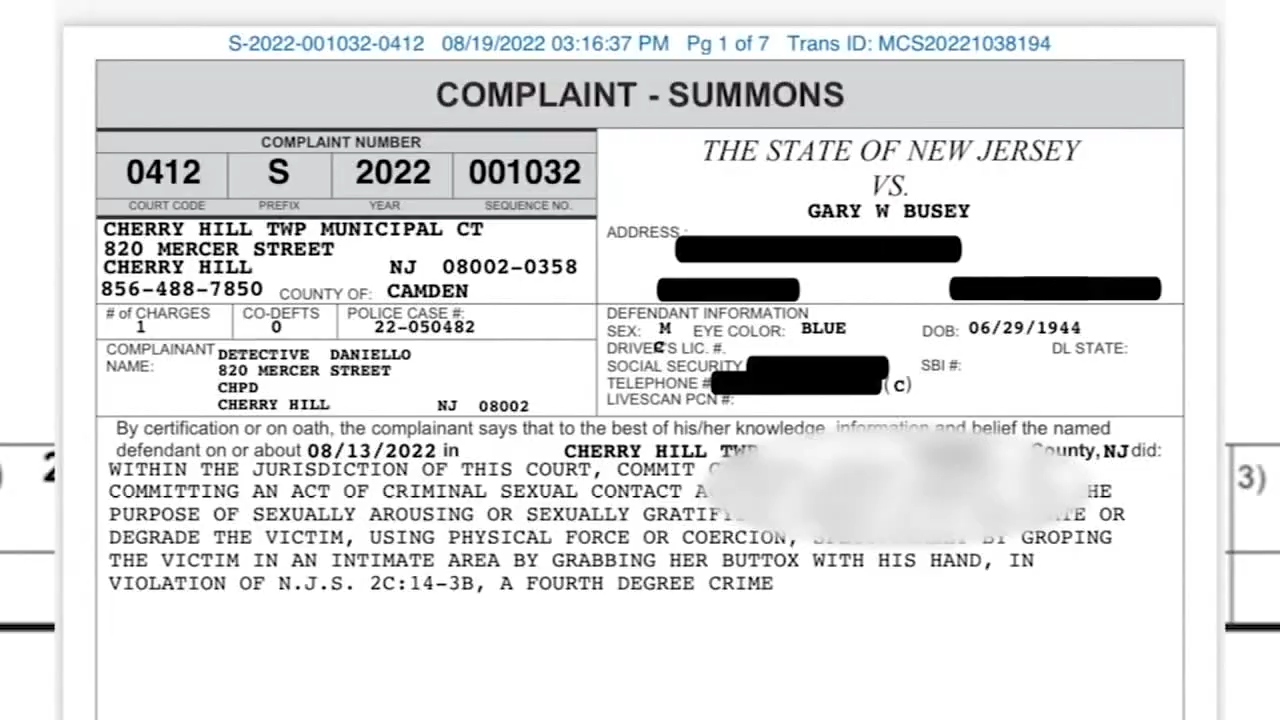 S-2022-001032-0412 08/19/2022 03:16:37 PM Pg 1 of 7 Trans ID: MCS20221038194
COMPLAINT - SUMMONS
COMPLAINT NUMBER
0412 S 2022 001032
COURT CODE PREFIX YEAR SEQUENCE NO.
THE STATE OF NEW JERSEY
VS.
GARY W BUSEY
ADDRESS :
CHERRY HILL TWP MUNICIPAL CT
820 MERCER STREET
CHERRY HILL NJ 08002-0358
856-488-7850 COUNTY OF: CAMDEN
# of CHARGES CO-DEFTS POLICE CASE #:
1 0 22-050482
COMPLAINANT DETECTIVE DANIELLO
NAME: 820 MERCER STREET
CHPD
CHERRY HILL NJ 08002
DEFENDANT INFORMATION
SEX: M EYE COLOR: BLUE DOB: 06/29/1944
LIC. #. DL STATE:
SOCIAL SECURITY SBI #:
TELEPHONE # (C)
LIVESCAN PCN #:
By certification or on oath, the complainant says that to the best of his/her knowledge, information and belief the named
defendant on or about 08/13/2022 in CHERRY HILL TWP County, NJ did:
WITHIN THE JURISDICTION OF THIS COURT, COMMIT
COMMITTING AN ACT OF CRIMINAL SEXUAL CONTACT
PURPOSE OF SEXUALLY AROUSING OR SEXUALLY OR
DEGRADE THE VICTIM, USING PHYSICAL FORCE OR COERCION, BY GROPING
THE VICTIM IN AN INTIMATE AREA BY GRABBING HER BUTTOX WITH HIS HAND, IN
VIOLATION OF N.J.S. 2C:14-3B, A FOURTH DEGREE CRIME
3)